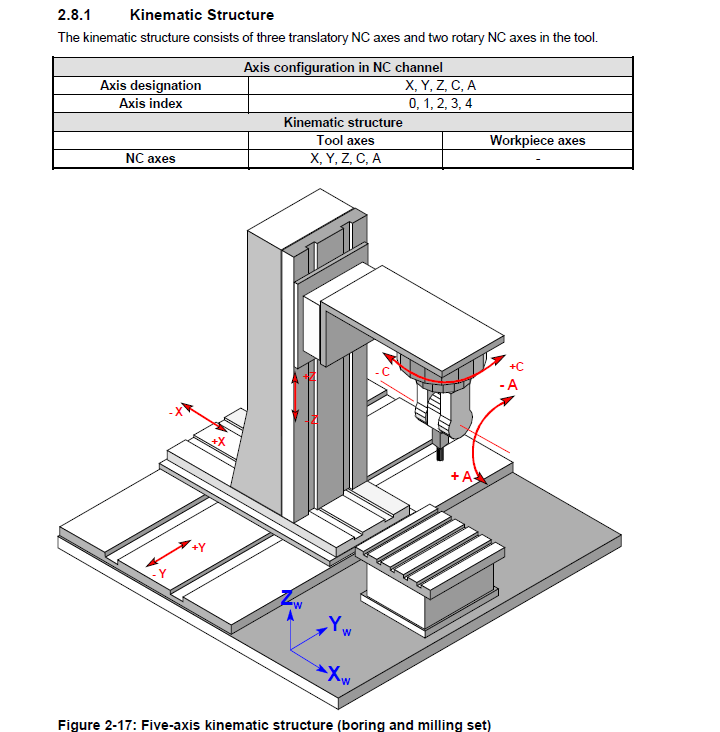 2.8.1 Kinematic Structure
The kinematic structure consists of three translatory NC axes and two rotary NC axes in the tool.
Axis configuration in NC channel
Axis designation X, Y, Z, C, A
Axis index 0, 1, 2, 3, 4
Kinematic structure
Tool axes Workpiece axes
NC axes X, Y, Z, C, A -
+C
- C
- A
+Z
- X
- Z
+X
+ A
+Y
- Y
Zw
Yw
Xw
Figure 2-17: Five-axis kinematic structure (boring and milling set)